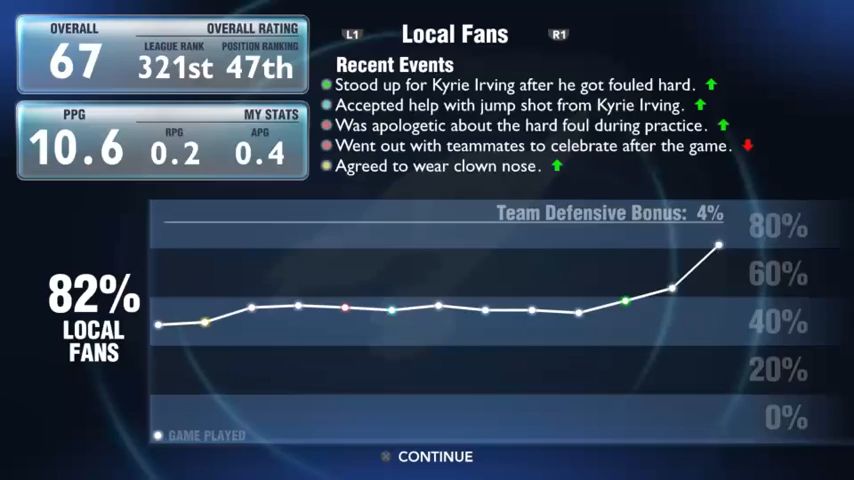 OVERALL
67
OVERALL RATING
LEAGUE RANK POSITION RANKING
321st 47th
PPG
10.6
MY STATS
RPG APG
0.2 0.4
L1 Local Fans R1
Recent Events
Stood up for Kyrie Irving after he got fouled hard.
Accepted help with jump shot from Kyrie Irving.
Was apologetic about the hard foul during practice.
Went out with teammates to celebrate after the game.
Agreed to wear clown nose.
Team Defensive Bonus: 4%
80%
60%
40%
20%
0%
82%
LOCAL
FANS
GAME PLAYED
CONTINUE